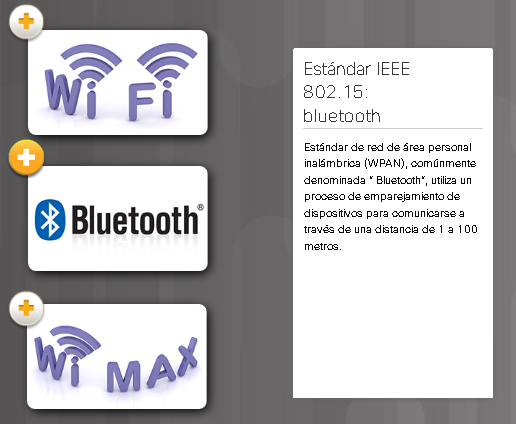 Wi Fi
Bluetooth®
Wi MAX
Estándar IEEE
802.15:
bluetooth
Estándar de red de área personal
inalámbrica (WPAN), comúnmente
denominada " Bluetooth", utiliza un
proceso de emparejamiento de
dispositivos para comunicarse a
través de una distancia de 1 a 100
metros.